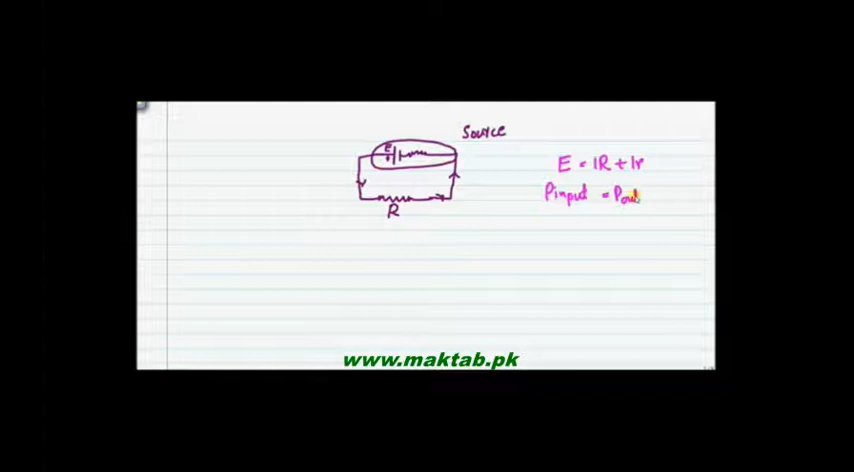 Source
E
R
E = IR + Ir
Pinput = Pout
www.maktab.pk